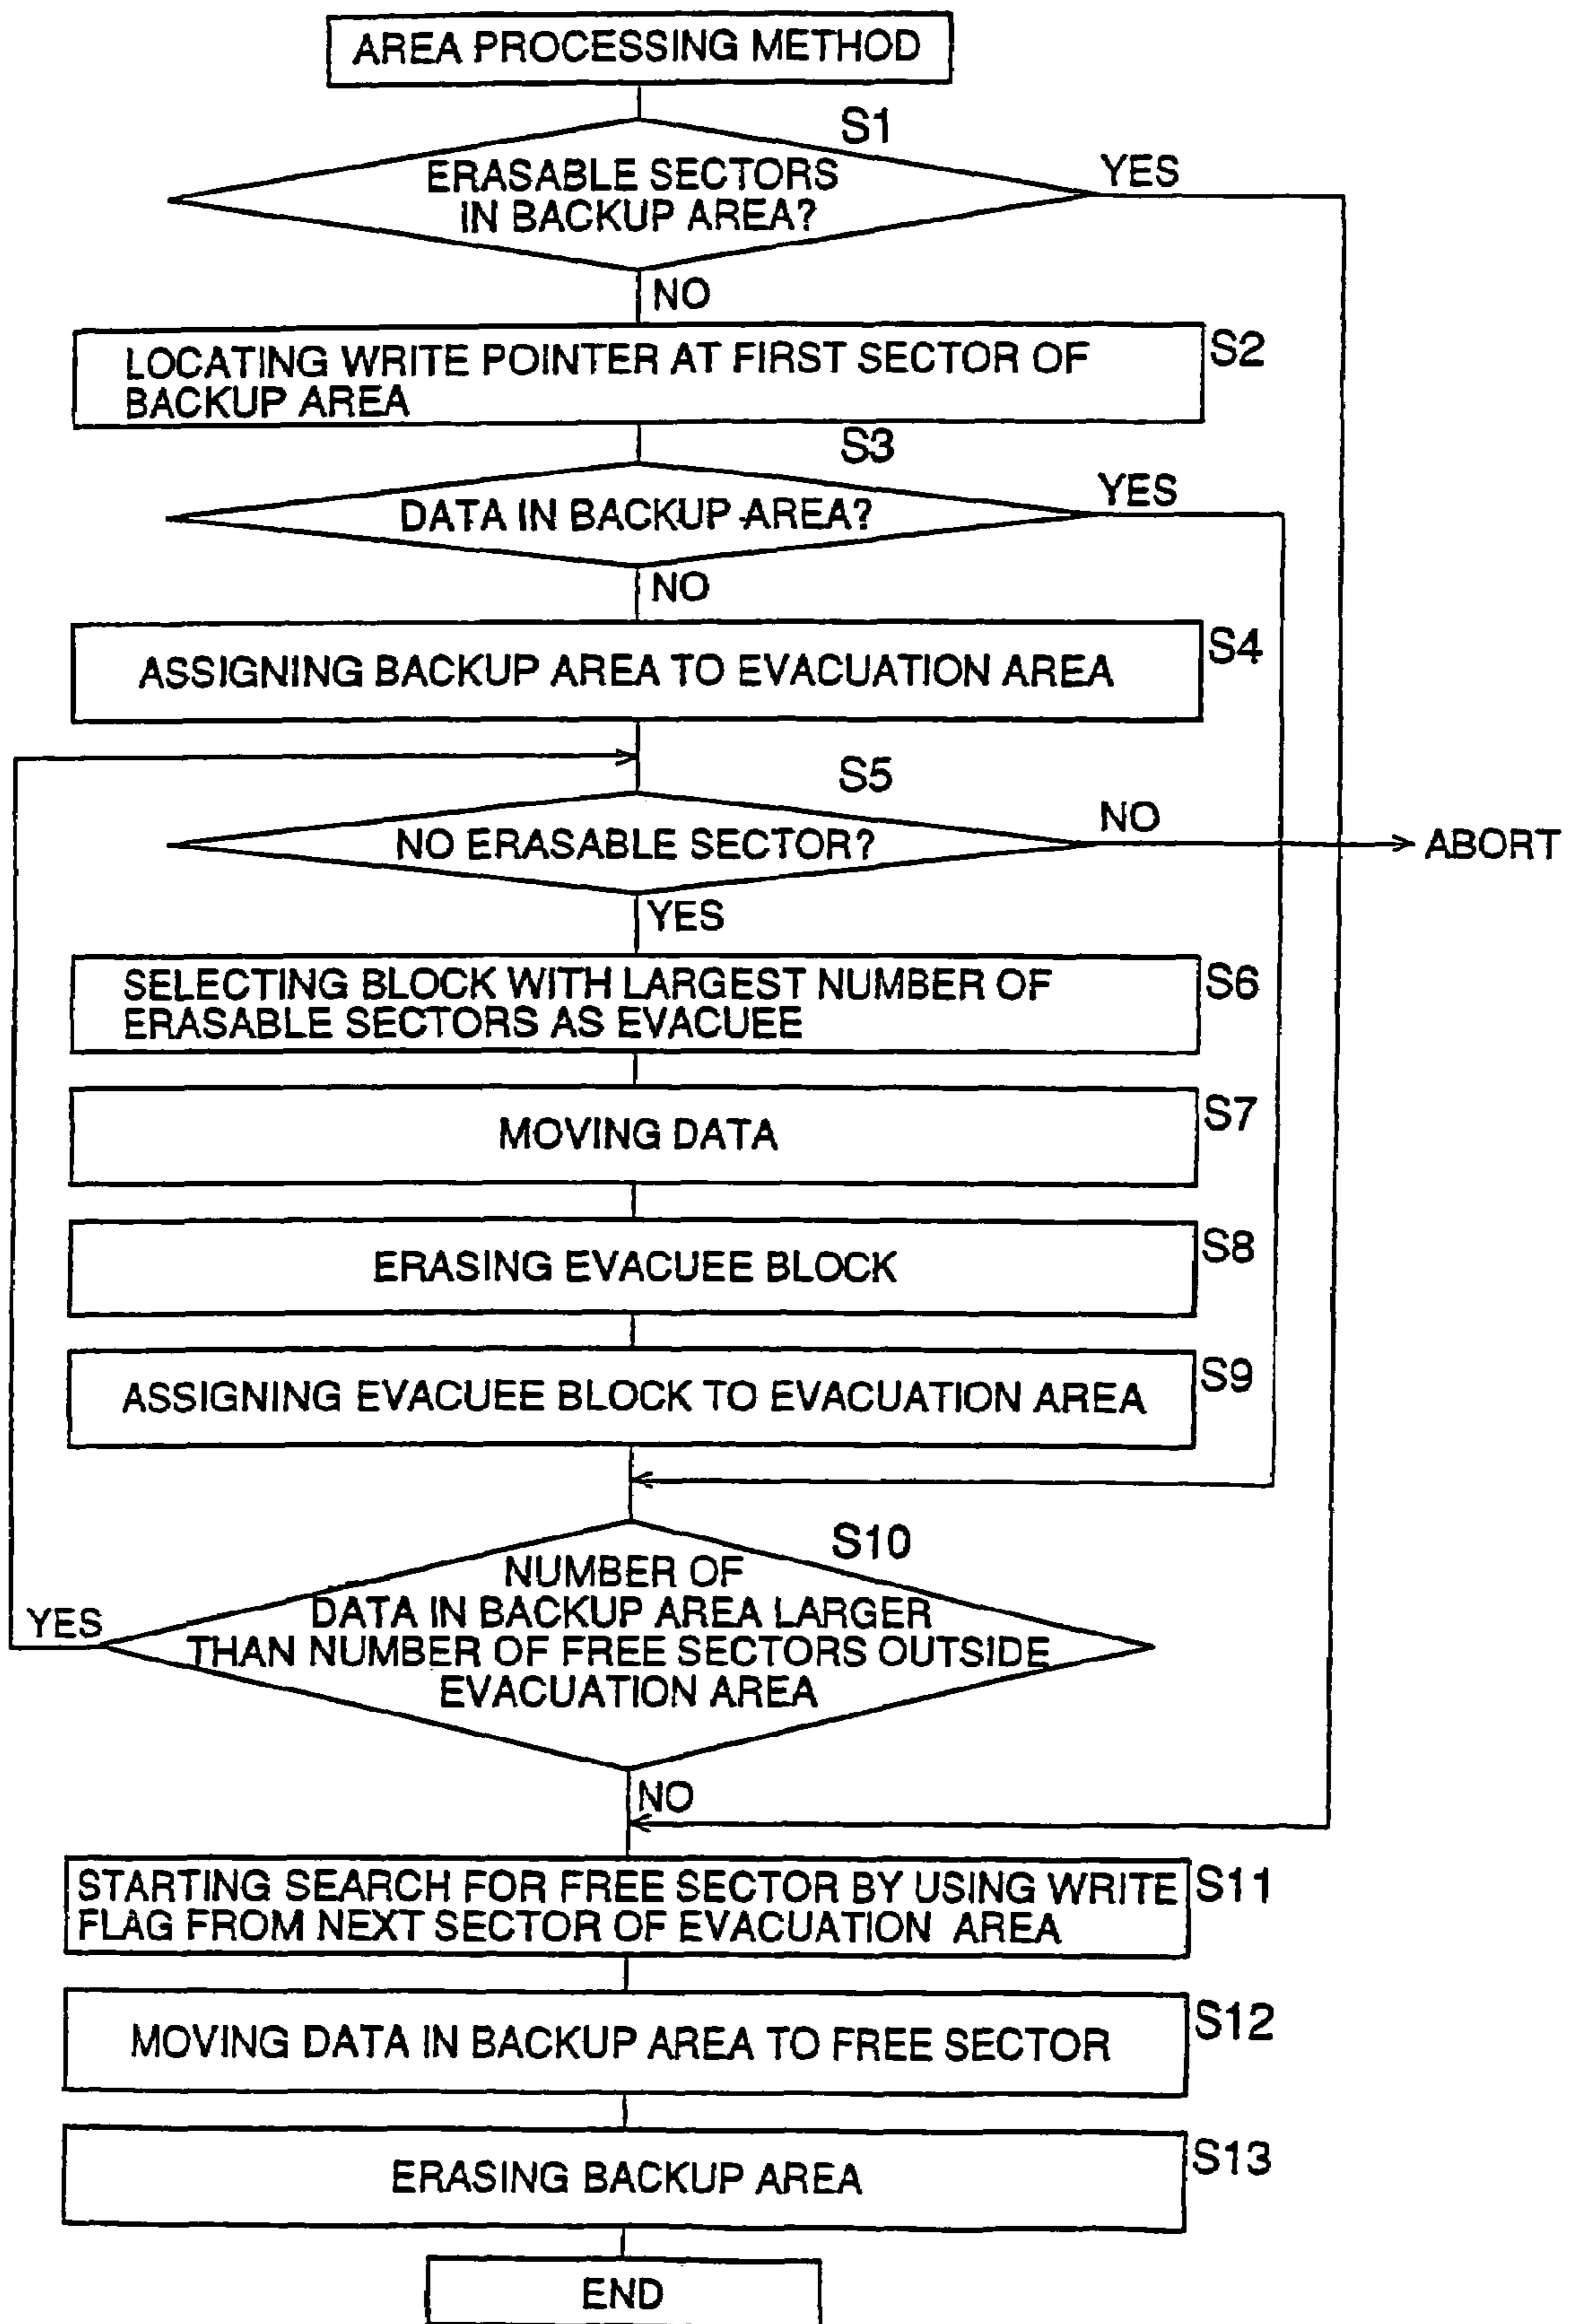 AREA PROCESSING METHOD
S1
ERASABLE SECTORS
IN BACKUP AREA?
YES
NO
S2
LOCATING WRITE POINTER AT FIRST SECTOR OF
BACKUP AREA
S3
DATA IN BACKUP AREA?
YES
NO
S4
ASSIGNING BACKUP AREA TO EVACUATION AREA
S5
NO ERASABLE SECTOR?
NO
ABORT
YES
S6
SELECTING BLOCK WITH LARGEST NUMBER OF
ERASABLE SECTORS AS EVACUEE
S7
MOVING DATA
S8
ERASING EVACUEE BLOCK
S9
ASSIGNING EVACUEE BLOCK TO EVACUATION AREA
S10
NUMBER OF
DATA IN BACKUP AREA LARGER
THAN NUMBER OF FREE SECTORS OUTSIDE
EVACUATION AREA
YES
NO
S11
STARTING SEARCH FOR FREE SECTOR BY USING WRITE
FLAG FROM NEXT SECTOR OF EVACUATION AREA
S12
MOVING DATA IN BACKUP AREA TO FREE SECTOR
S13
ERASING BACKUP AREA
END